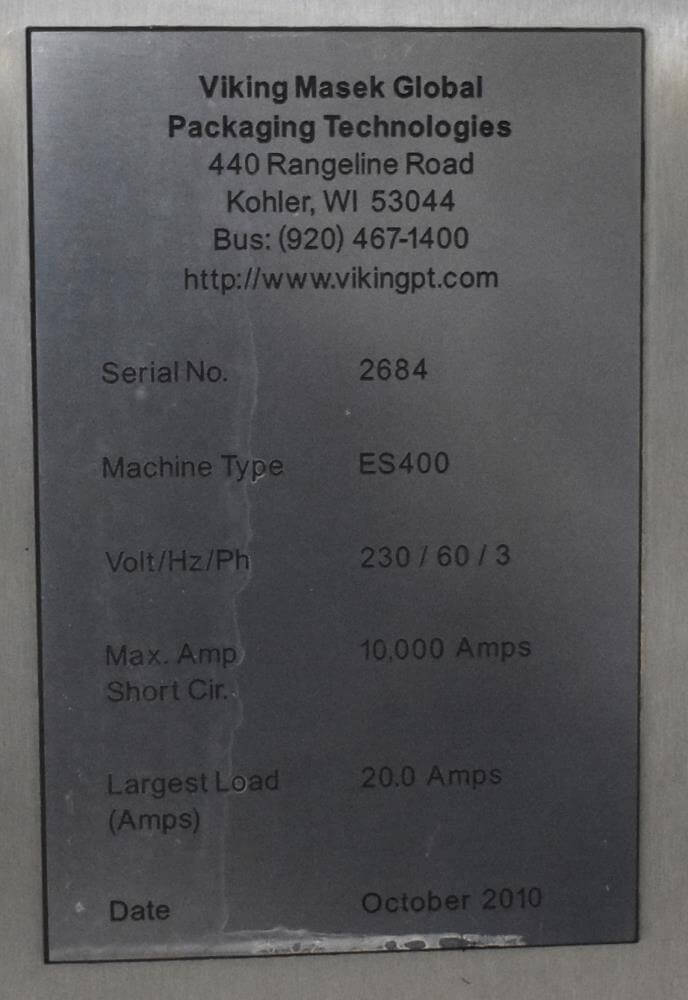 Viking Masek Global
Packaging Technologies
440 Rangeline Road
Kohler, WI 53044
Bus: (920) 467-1400
http://www.vikingpt.com
Serial No. 2684
Machine Type ES400
Volt/Hz/Ph 230 / 60 / 3
Max. Amp 10,000 Amps
Short Cir.
Largest Load 20.0 Amps
(Amps)
Date October 2010